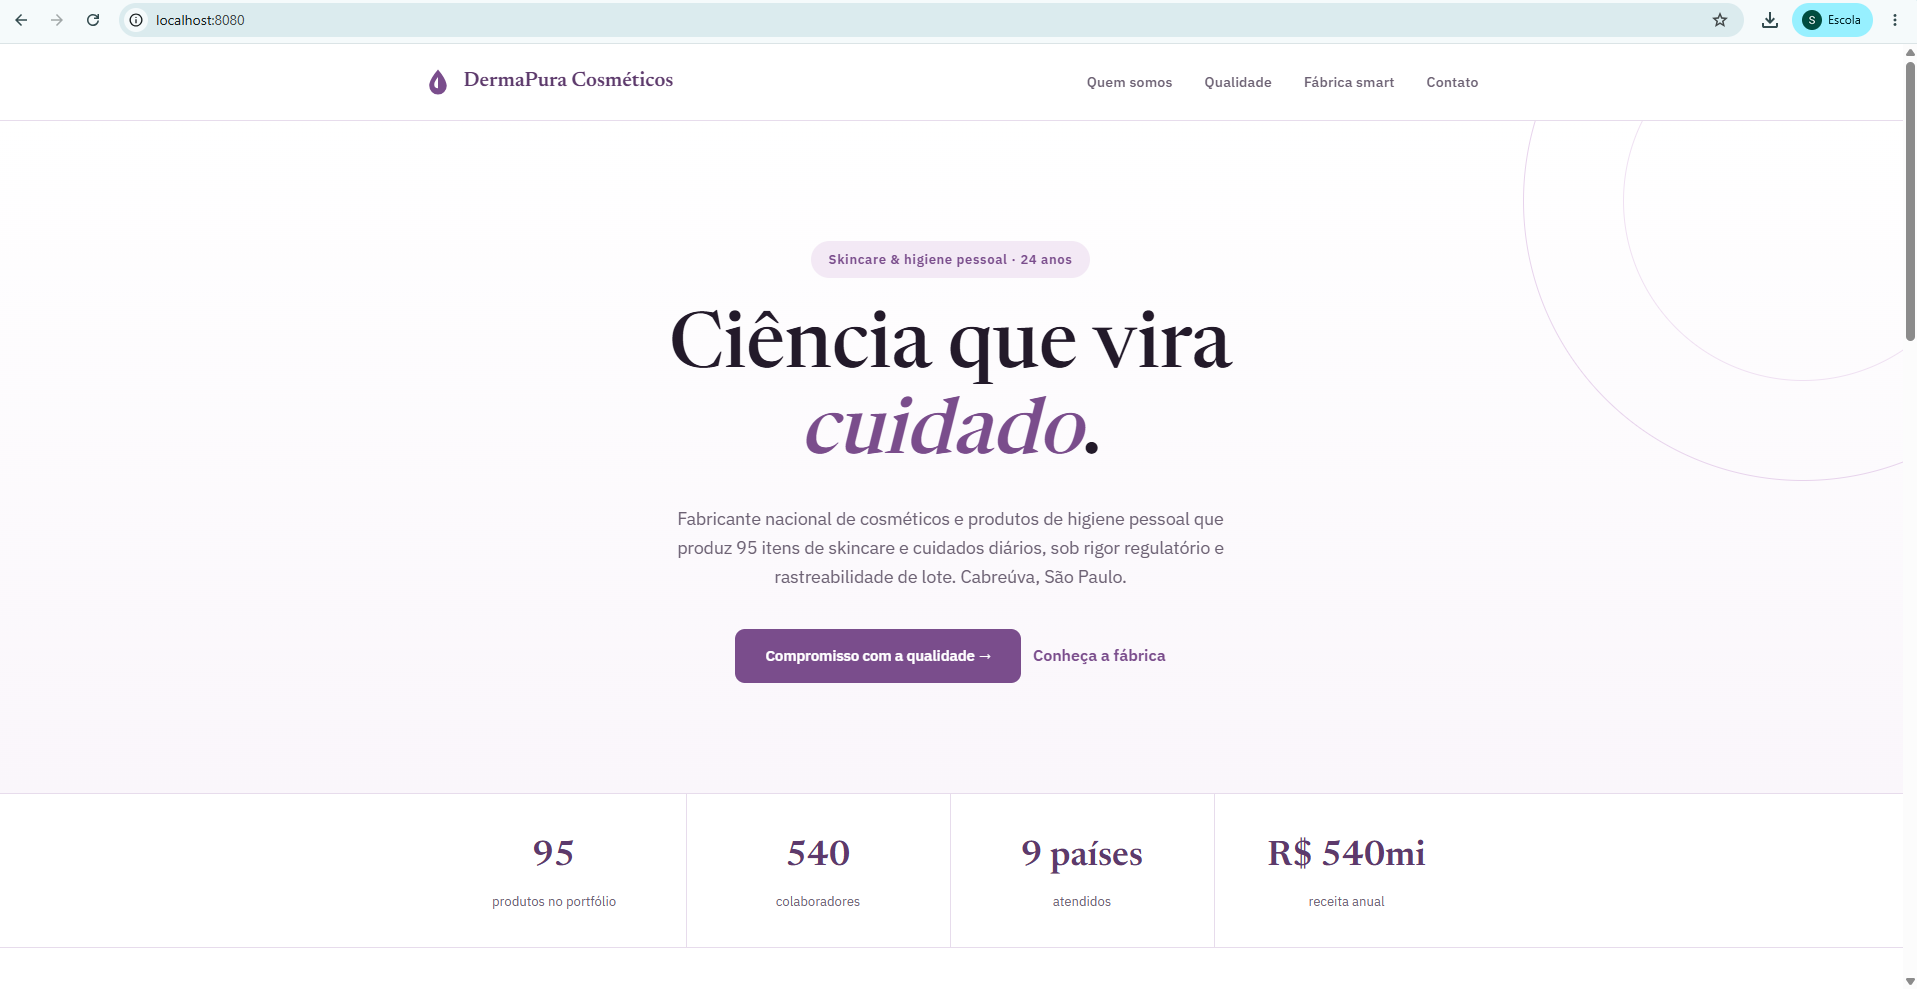 localhost:8080
S Escola
DermaPura Cosméticos
Quem somos Qualidade Fábrica smart Contato
Skincare & higiene pessoal · 24 anos
Ciência que vira
cuidado.
Fabricante nacional de cosméticos e produtos de higiene pessoal que
produz 95 itens de skincare e cuidados diários, sob rigor regulatório e
rastreabilidade de lote. Cabreúva, São Paulo.
Compromisso com a qualidade → Conheça a fábrica
95 540 9 países R$ 540mi
produtos no portfólio colaboradores atendidos receita anual